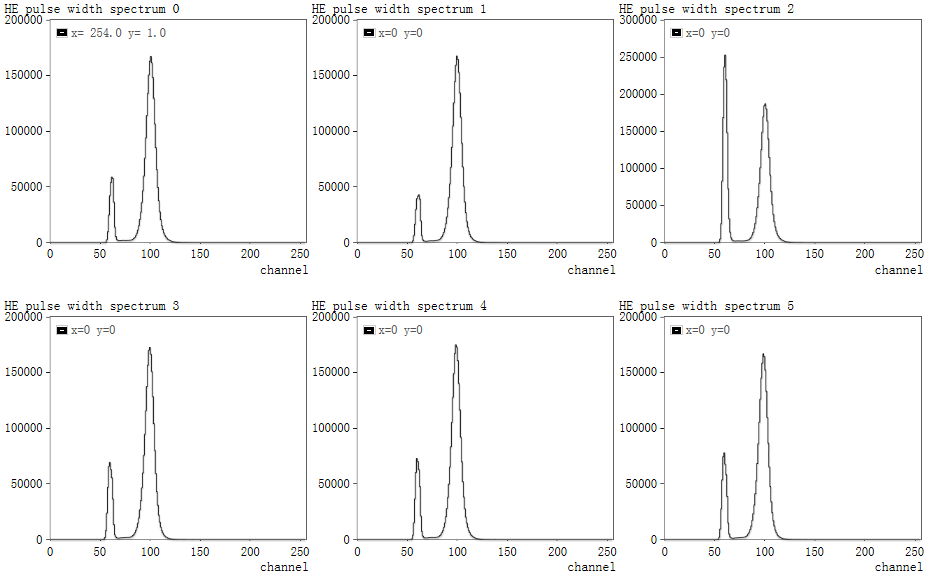 HE pulse width spectrum 0
200000
x= 254.0 y= 1.0
150000
100000
50000
0
0 50 100 150 200 250
channel
HE pulse width spectrum 1
200000
x=0 y=0
150000
100000
50000
0
0 50 100 150 200 250
channel
HE pulse width spectrum 2
300000
x=0 y=0
250000
200000
150000
100000
50000
0
0 50 100 150 200 250
channel
HE pulse width spectrum 3
200000
x=0 y=0
150000
100000
50000
0
0 50 100 150 200 250
channel
HE pulse width spectrum 4
200000
x=0 y=0
150000
100000
50000
0
0 50 100 150 200 250
channel
HE pulse width spectrum 5
200000
x=0 y=0
150000
100000
50000
0
0 50 100 150 200 250
channel